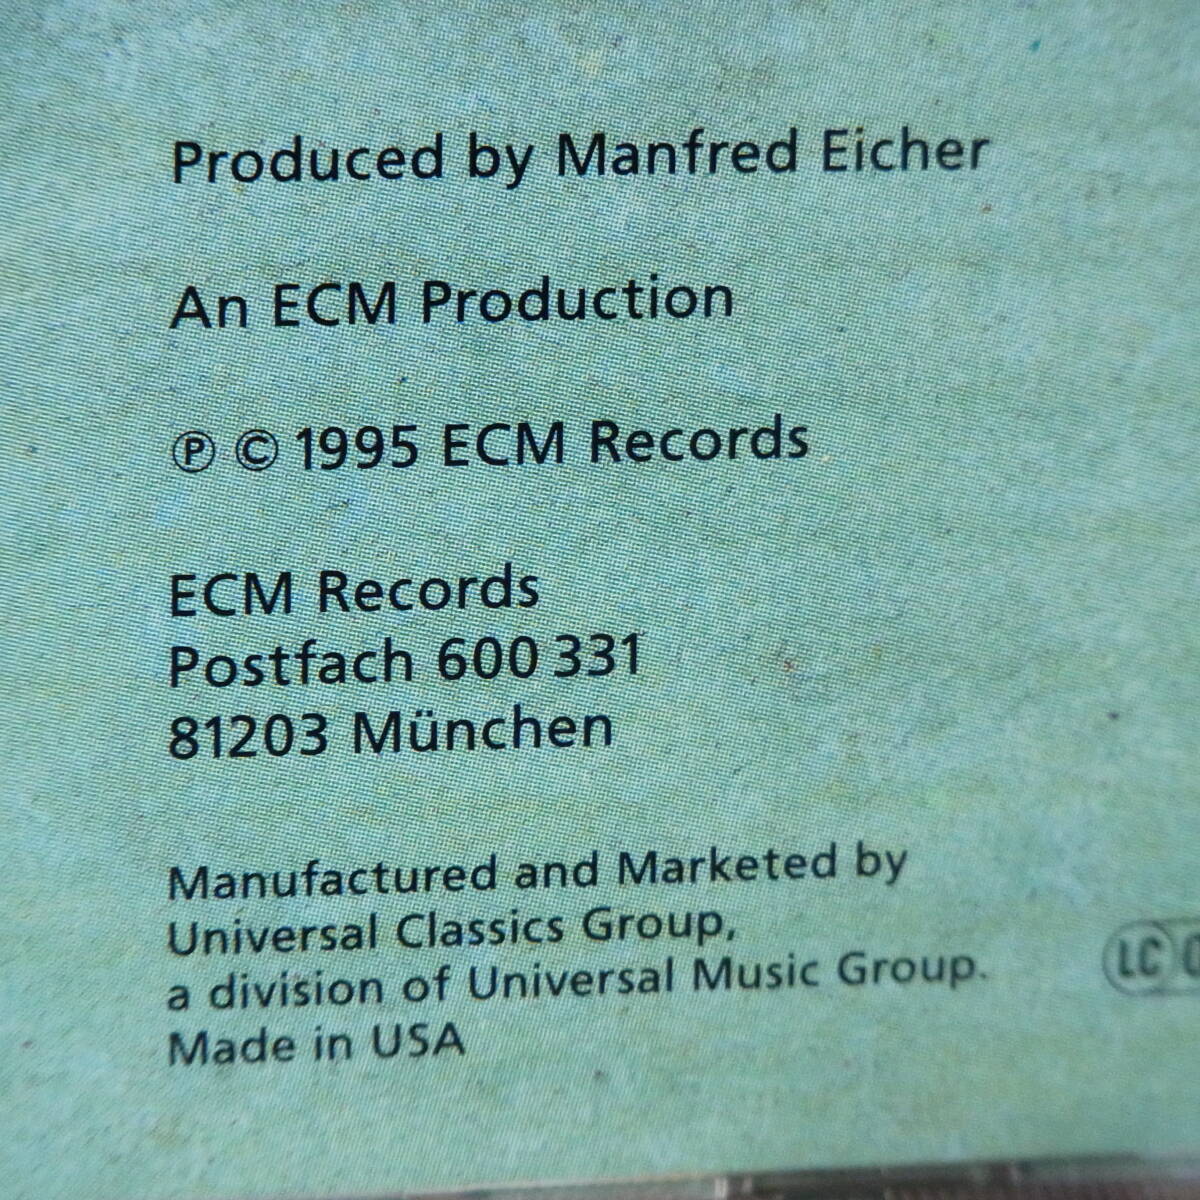 Produced by Manfred Eicher
An ECM Production
℗ © 1995 ECM Records
ECM Records
Postfach 600 331
81203 München
Manufactured and Marketed by
Universal Classics Group,
a division of Universal Music Group.
Made in USA
LC